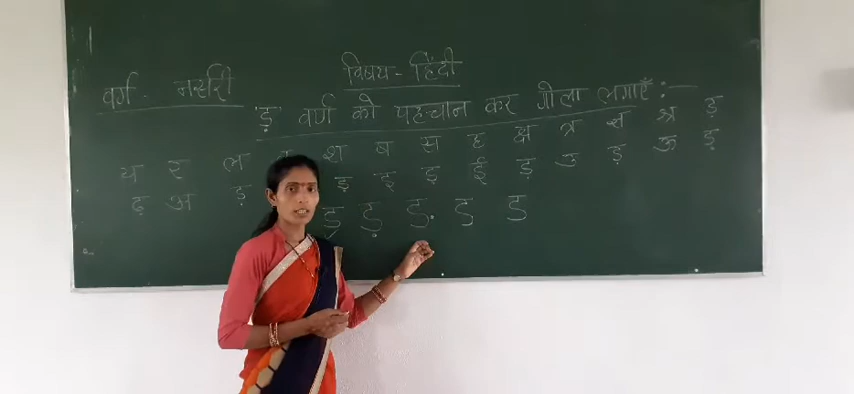 विषय - हिंदी
वर्ग - नर्सरी
'ड़' वर्ग को पहचान कर गोला लगाएँ :-
य र ल श ष स ह क्ष त्र ज्ञ श्र ड़
ढ़ अ ड़ इ इ ड़ ई ड़ उ ड़ ऊ ड़
ड़ ड़ ड. ड ड